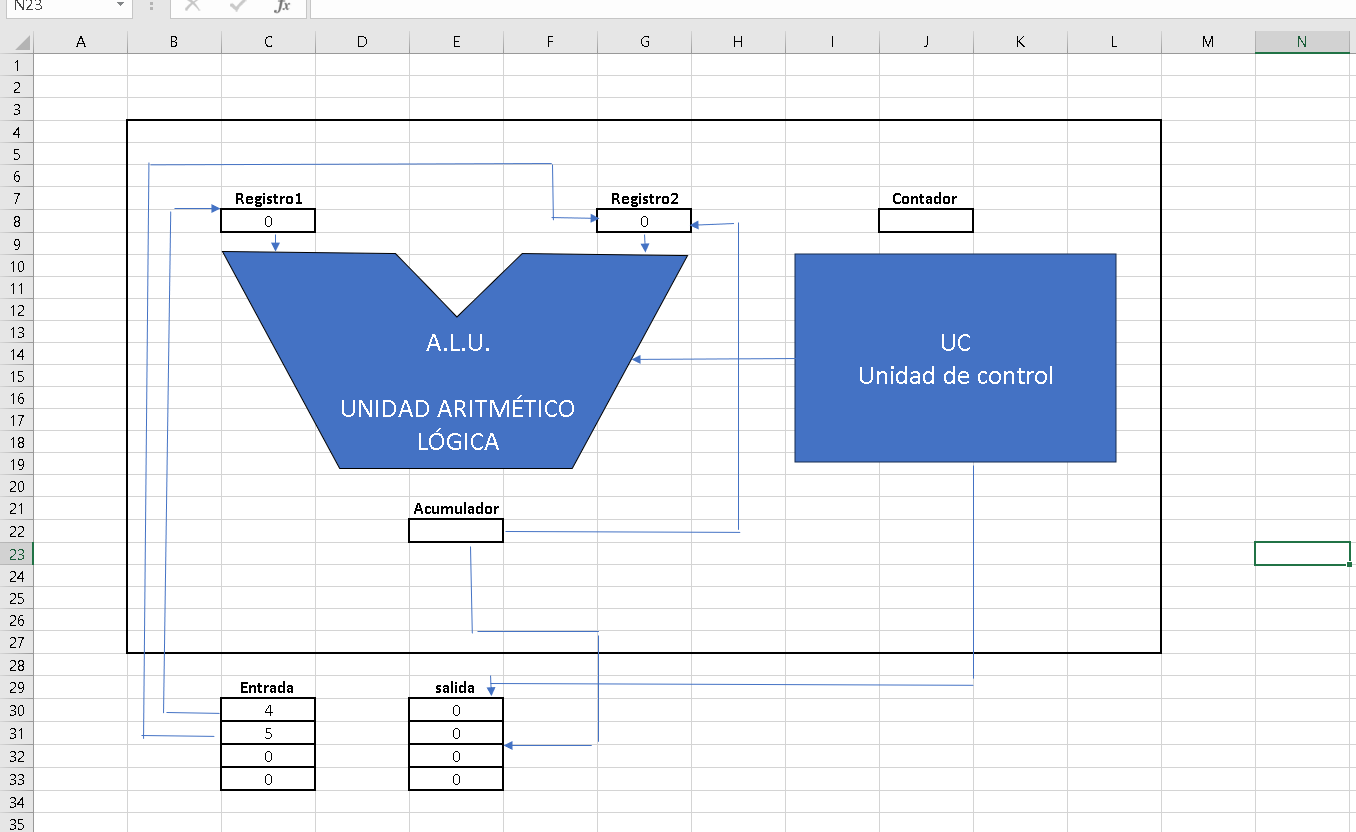 N23 fx
A B C D E F G H I J K L M N
1
2
3
4
5
6
7 Registro1 Registro2 Contador
8 0 0
9
10
11
12
13
14 A.L.U. UC
15 Unidad de control
16
17 UNIDAD ARITMÉTICO
18 LÓGICA
19
20
21 Acumulador
22
23
24
25
26
27
28
29 Entrada salida
30 4 0
31 5 0
32 0 0
33 0 0
34
35